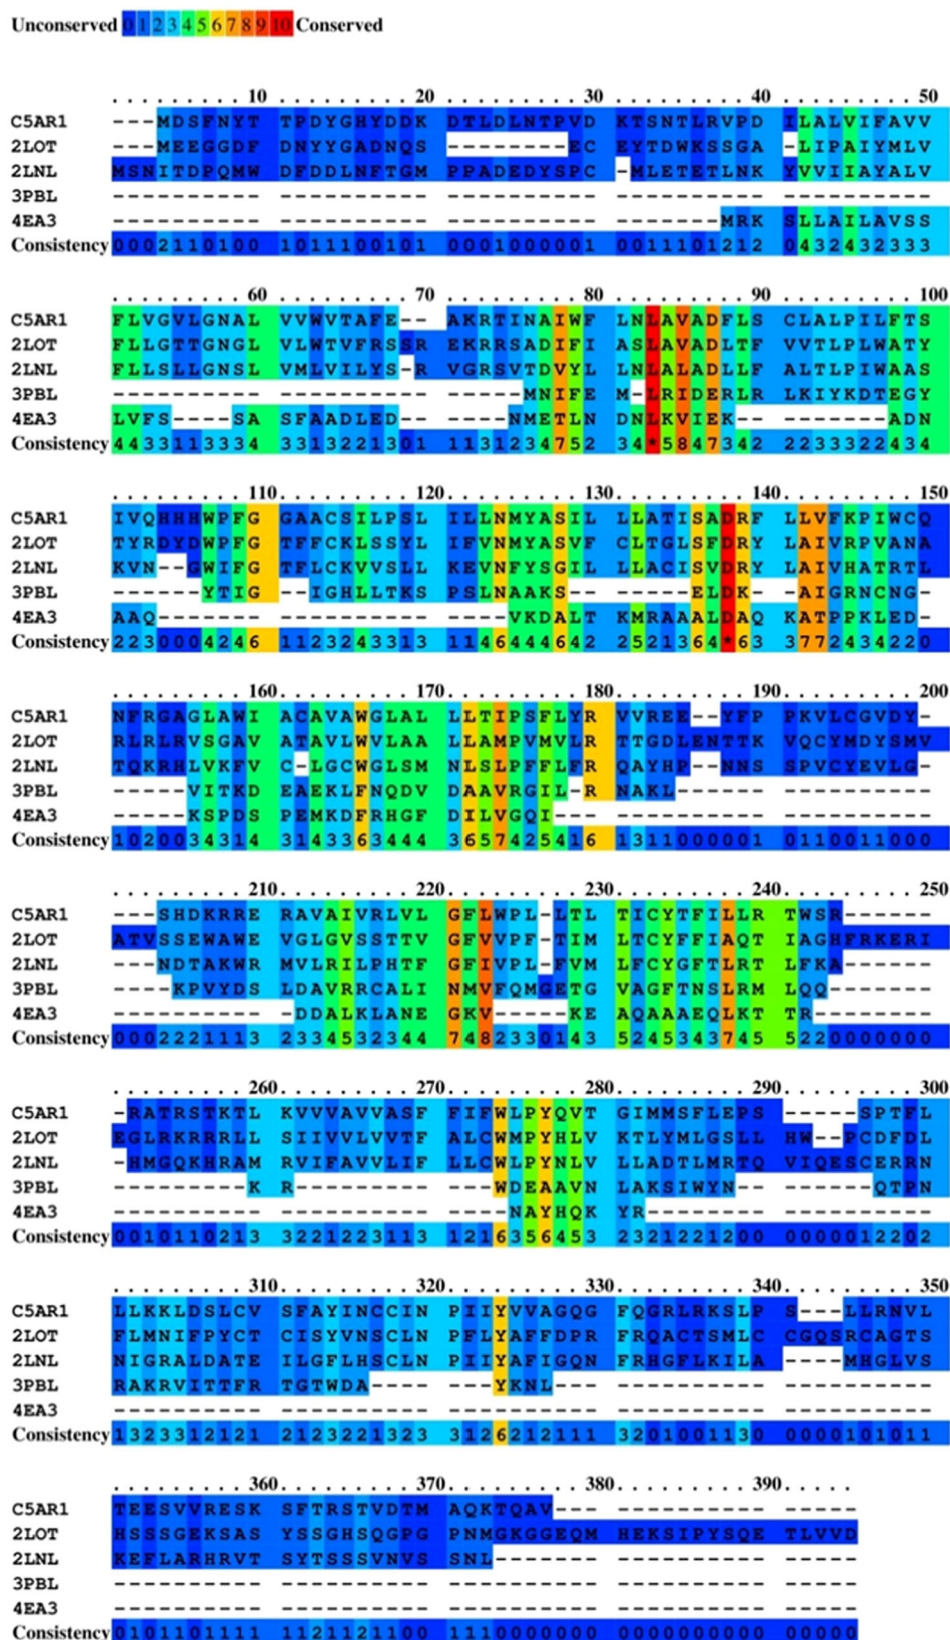 Unconserved 0 1 2 3 4 5 6 7 8 9 10 Conserved
. . . . . . . . . 10 . . . . . . . . . 20 . . . . . . . . . 30 . . . . . . . . . 40 . . . . . . . . . 50
C5AR1 ---MDSFNYT TPDYGHYDDK DTLDLNTPVD KTSNTLRVPD ILALVIFAVV
2LOT ---MEEGGDF DNYYGADNQS --------EC EYTDWKSSGA -LIPAIYMLV
2LNL MSNITDPQMW DFDDLNFTGM PPADEDYSPC -MLETETLNK YVVIIAYALV
3PBL ---------- ---------- ---------- ---------- ----------
4EA3 ---------- ---------- ---------- -------MRK SLLAILAVSS
Consistency 0002110100 1011100101 0001000001 0011101212 0432432333
. . . . . . . . . 60 . . . . . . . . . 70 . . . . . . . . . 80 . . . . . . . . . 90 . . . . . . . . . 100
C5AR1 FLVGVLGNAL VVWVTAFE-- AKRTINAIWF LNLAVADFLS CLALPILFTS
2LOT FLLGTTGNGL VLWTVFRSSR EKRRSADIFI ASLAVADLTF VVTLPLWATY
2LNL FLLSLLGNSL VMLVILYS-R VGRSVTDVYL LNLALADLLF ALTLPIWAAS
3PBL ---------- ---------- -----MNIFE M-LRIDERLR LKIYKDTEGY
4EA3 LVFS----SA SFAADLED-- ----NMETLN DNLKVIEK-- -------ADN
Consistency 4433113334 3313221301 1131234752 34*5847342 2233322434
. . . . . . . . . 110 . . . . . . . . . 120 . . . . . . . . . 130 . . . . . . . . . 140 . . . . . . . . . 150
C5AR1 IVQHHHWPFG GAACSILPSL ILLNMYASIL LLATISADRF LLVFKPIWCQ
2LOT TYRDYDWPFG TFFCKLSSYL IFVNMYASVF CLTGLSFDRY LAIVRPVANA
2LNL KVN--GWIFG TFLCKVVSLL KEVNFYSGIL LLACISVDRY LAIVHATRTL
3PBL ------YTIG --IGHLLTKS PSLNAAKS-- -----ELDK- -AIGRNCNG-
4EA3 AAQ------- ---------- ----VKDALT KMRAAALDAQ KATPPKLED-
Consistency 2230004246 1123244313 1146444642 2521364*63 3772434220
. . . . . . . . . 160 . . . . . . . . . 170 . . . . . . . . . 180 . . . . . . . . . 190 . . . . . . . . . 200
C5AR1 NFRGAGLAWI ACAVAWGLAL LLTIPSFLYR VVREE--YFP PKVLCGVDY-
2LOT RLRLRVSGAV ATAVLWVLAA LLAMPVMVLR TTGDLENTTK VQCYMDYSMV
2LNL TQKRHLVKFV C-LGCWGLSM NLSLPFFLFR QAYHP--NNS SPVCYEVLG-
3PBL -----VITKD EAEKLFNQDV DAAVRGIL-R NAKL------ ----------
4EA3 -----KSPDS PEMKDFRHGF DILVGQI--- ---------- ----------
Consistency 1020034314 3143363444 3657425416 1311000001 0110011000
. . . . . . . . . 210 . . . . . . . . . 220 . . . . . . . . . 230 . . . . . . . . . 240 . . . . . . . . . 250
C5AR1 ---SHDKRRE RAVAIVRLVL GFLWPL-LTL TICYTFILLR TWSR------
2LOT ATVSSEWAWE VGLGVSSTTV GFVVPF-TIM LTCYFFIAQT IAGHFRKERI
2LNL ---NDTAKWR MVLRILPHTF GFIVPL-FVM LFCYGFTLRT LFKA------
3PBL ----KPVYDS LDAVRRCALI NMVFQMGETG VAGFTNSLRM LQQ-------
4EA3 ---------- -DDALKLANE GKV-----KE AQAAAEQLKT TR--------
Consistency 0002221113 2334532344 7482330143 5245343745 5220000000
. . . . . . . . . 260 . . . . . . . . . 270 . . . . . . . . . 280 . . . . . . . . . 290 . . . . . . . . . 300
C5AR1 -RATRSTKTL KVVVAVVASF FIFWLPYQVT GIMMSFLEPS -----SPTFL
2LOT EGLRKRRRLL SIIVVLVVTF ALCWMPYHLV KTLYMLGSLL HW--PCDFDL
2LNL -HMGQKHRAM RVIFAVVLIF LLCWLPYNLV LLADTLMRTQ VIQESCERRN
3PBL ---------K R--------- ---WDEAAVN LAKSIWYN-- ------QTPN
4EA3 ---------- ---------- ----NAYHQK YR-------- ----------
Consistency 0010110213 3221223113 1216356453 2321221200 0000012202
. . . . . . . . . 310 . . . . . . . . . 320 . . . . . . . . . 330 . . . . . . . . . 340 . . . . . . . . . 350
C5AR1 LLKKLDSLCV SFAYINCCIN PIIYVVAGQG FQGRLRKSLP S----LLRNVL
2LOT FLMNIFPYCT CISYVNSCLN PFLYAFFDPR FRQACTSMLC CGQSRCAGTS
2LNL NIGRALDATE ILGFLHSCLN PIIYAFIGQN FRHGFLKILA ----MHGLVS
3PBL RAKRVITTFR TGTWDA---- ---YKNL--- ---------- ----------
4EA3 ---------- ---------- ---------- ---------- ----------
Consistency 1323312121 2123221323 3126212111 3201001130 0000101011
. . . . . . . . . 360 . . . . . . . . . 370 . . . . . . . . . 380 . . . . . . . . . 390 . . . . .
C5AR1 TEESVVRESK SFTRSTVDTM AQKTQAV--- ---------- -----
2LOT HSSSGEKSAS YSSGHSQGPG PNMGKGGEQM HEKSIPYSQE TLVVD
2LNL KEFLARHRVT SYTSSSVNVS SNL------- ---------- -----
3PBL ---------- ---------- ---------- ---------- -----
4EA3 ---------- ---------- ---------- ---------- -----
Consistency 0101101111 1121121100 1110000000 0000000000 00000